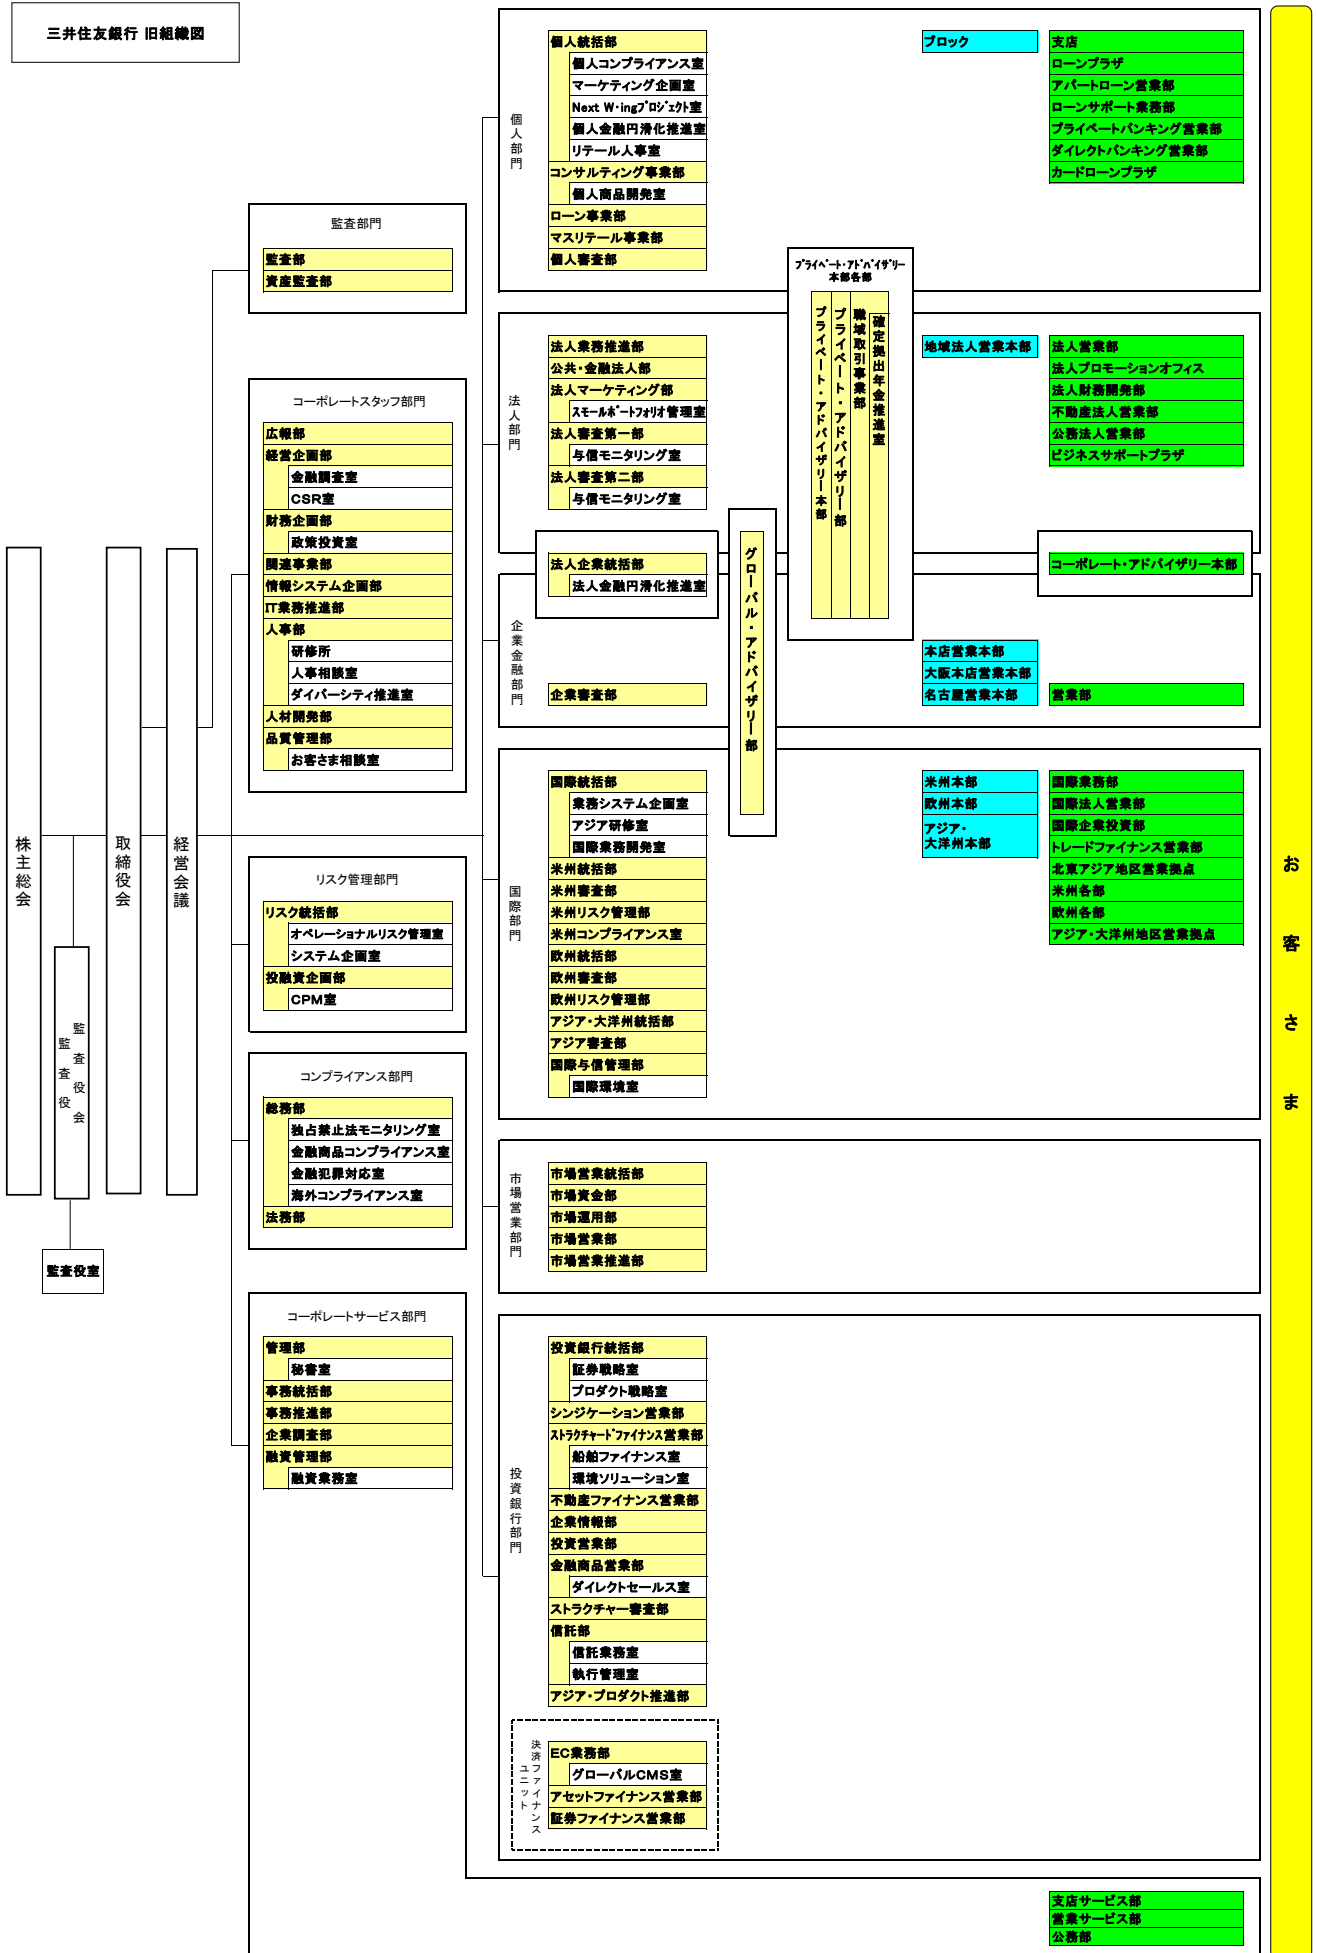 三井住友銀行 旧組織図
株主総会
監査役会
監査役
監査役室
取締役会
経営会議
監査部門
監査部
資産監査部
コーポレートスタッフ部門
広報部
経営企画部
金融調査室
CSR室
財務企画部
政策投資室
関連事業部
情報システム企画部
IT業務推進部
人事部
研修所
人事相談室
ダイバーシティ推進室
人材開発部
品質管理部
お客さま相談室
リスク管理部門
リスク統括部
オペレーショナルリスク管理室
システム企画室
投融資企画部
CPM室
コンプライアンス部門
総務部
独占禁止法モニタリング室
金融商品コンプライアンス室
金融犯罪対応室
海外コンプライアンス室
法務部
コーポレートサービス部門
管理部
秘書室
事務統括部
事務推進部
企業調査部
融資管理部
融資業務室
個人部門
個人統括部
個人コンプライアンス室
マーケティング企画室
Next W・ingプロジェクト室
個人金融円滑化推進室
リテール人事室
コンサルティング事業部
個人商品開発室
ローン事業部
マスリテール事業部
個人審査部
ブロック
支店
ローンプラザ
アパートローン営業部
ローンサポート業務部
プライベートバンキング営業部
ダイレクトバンキング営業部
カードローンプラザ
プライベート・アドバイザリー
本部各部
プライベート・アドバイザリー本部
プライベート・アドバイザリー部
職域取引事業部
確定拠出年金推進室
法人部門
法人業務推進部
公共・金融法人部
法人マーケティング部
スモールポートフォリオ管理室
法人審査第一部
与信モニタリング室
法人審査第二部
与信モニタリング室
地域法人営業本部
法人営業部
法人プロモーションオフィス
法人財務開発部
不動産法人営業部
公務法人営業部
ビジネスサポートプラザ
法人企業統括部
法人金融円滑化推進室
グローバル・アドバイザリー部
コーポレート・アドバイザリー本部
企業金融部門
企業審査部
本店営業本部
大阪本店営業本部
名古屋営業本部
営業部
国際部門
国際統括部
業務システム企画室
アジア研修室
国際業務開発室
米州統括部
米州審査部
米州リスク管理部
米州コンプライアンス室
欧州統括部
欧州審査部
欧州リスク管理部
アジア・大洋州統括部
アジア審査部
国際与信管理部
国際環境室
米州本部
欧州本部
アジア・
大洋州本部
国際業務部
国際法人営業部
国際企業投資部
トレードファイナンス営業部
北東アジア地区営業拠点
米州各部
欧州各部
アジア・大洋州地区営業拠点
市場営業部門
市場営業統括部
市場資金部
市場運用部
市場営業部
市場営業推進部
投資銀行部門
投資銀行統括部
証券戦略室
プロダクト戦略室
シンジケーション営業部
ストラクチャードファイナンス営業部
船舶ファイナンス室
環境ソリューション室
不動産ファイナンス営業部
企業情報部
投資営業部
金融商品営業部
ダイレクトセールス室
ストラクチャー審査部
信託部
信託業務室
執行管理室
アジア・プロダクト推進部
決済ファイナンス
ユニット
EC業務部
グローバルCMS室
アセットファイナンス営業部
証券ファイナンス営業部
支店サービス部
営業サービス部
公務部
お客さま